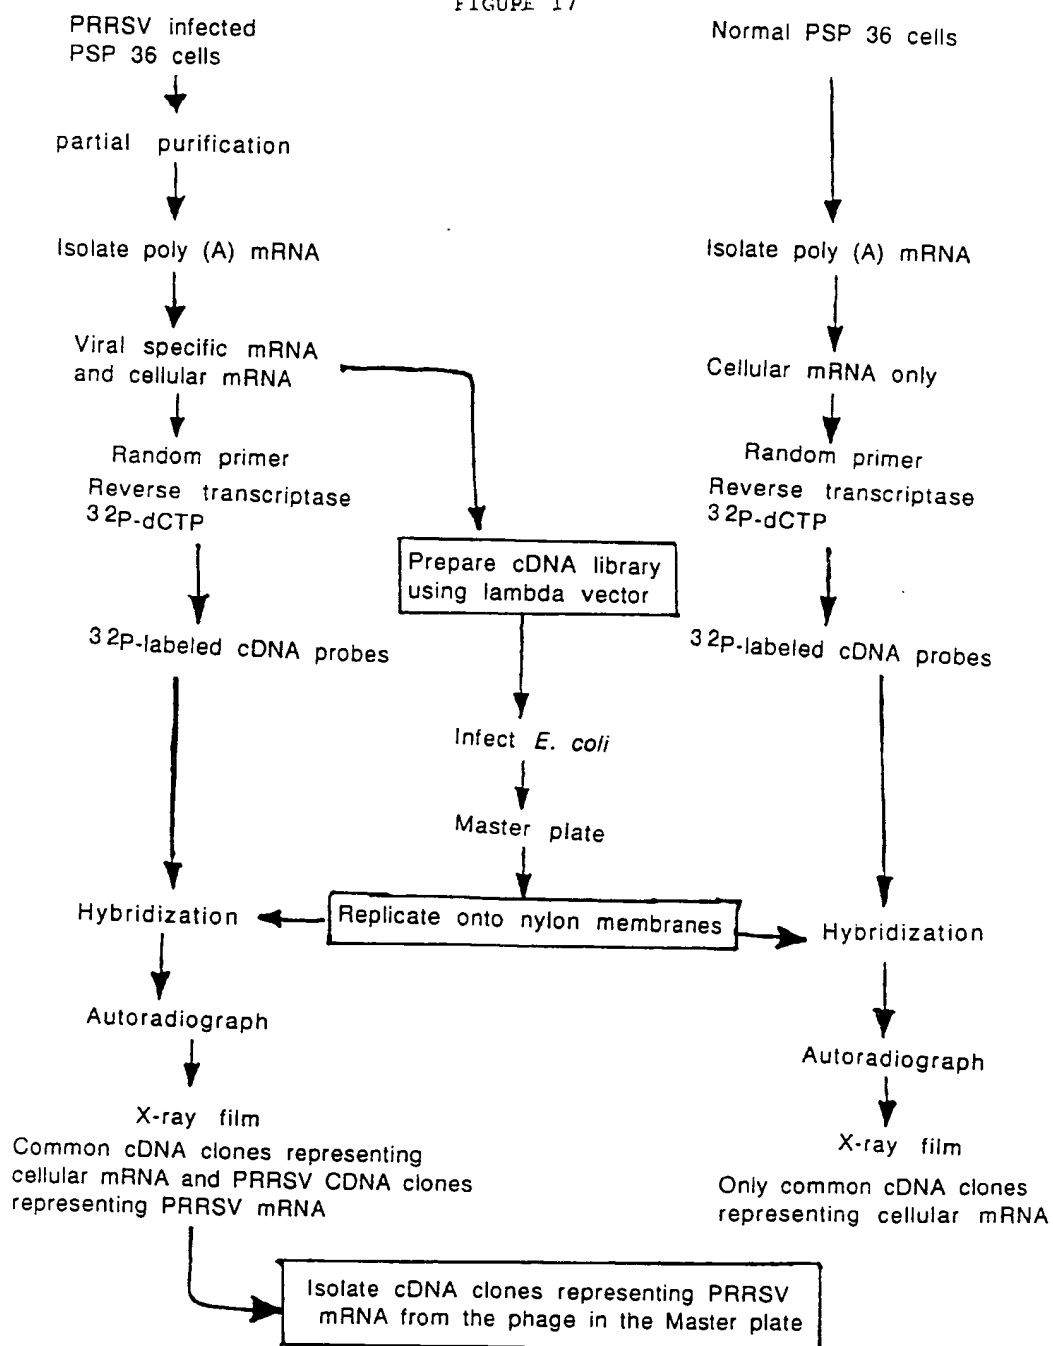 FIGURE 17
PRRSV infected
PSP 36 cells
partial purification
Isolate poly (A) mRNA
Viral specific mRNA
and cellular mRNA
Random primer
Reverse transcriptase
32P-dCTP
32P-labeled cDNA probes
Hybridization
Autoradiograph
X-ray film
Common cDNA clones representing
cellular mRNA and PRRSV CDNA clones
representing PRRSV mRNA
Prepare cDNA library
using lambda vector
Infect E. coli
Master plate
Replicate onto nylon membranes
Normal PSP 36 cells
Isolate poly (A) mRNA
Cellular mRNA only
Random primer
Reverse transcriptase
32P-dCTP
32P-labeled cDNA probes
Hybridization
Autoradiograph
X-ray film
Only common cDNA clones
representing cellular mRNA
Isolate cDNA clones representing PRRSV
mRNA from the phage in the Master plate